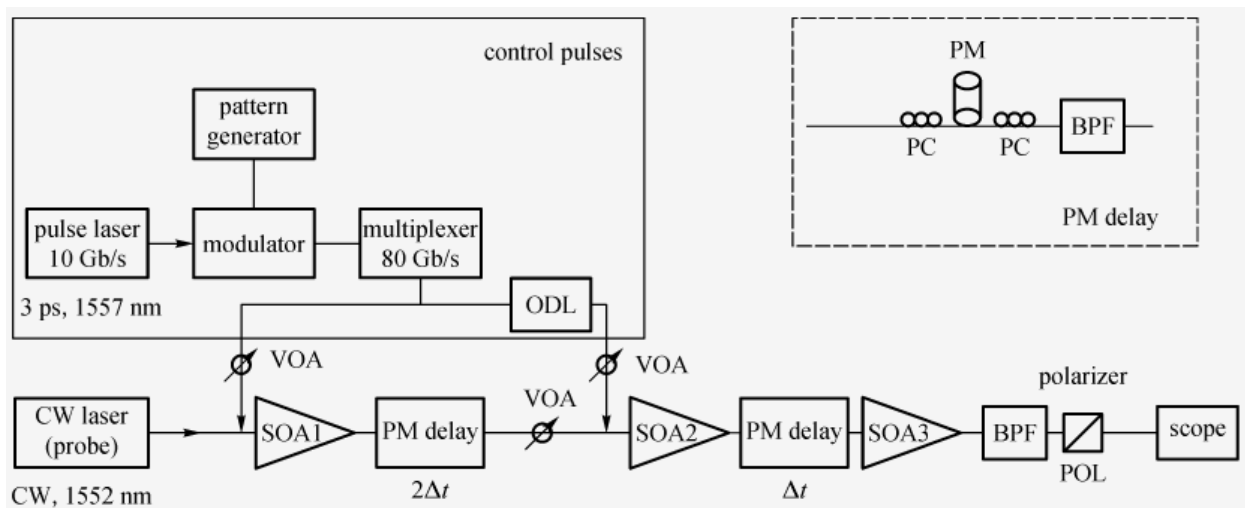 control pulses
pattern
generator
pulse laser
10 Gb/s
modulator
multiplexer
80 Gb/s
ODL
3 ps, 1557 nm
VOA
VOA
CW laser
(probe)
SOA1
PM delay
VOA
SOA2
PM delay
SOA3
BPF
polarizer
POL
scope
CW, 1552 nm
2Δt
Δt
PM
PC
PC
BPF
PM delay